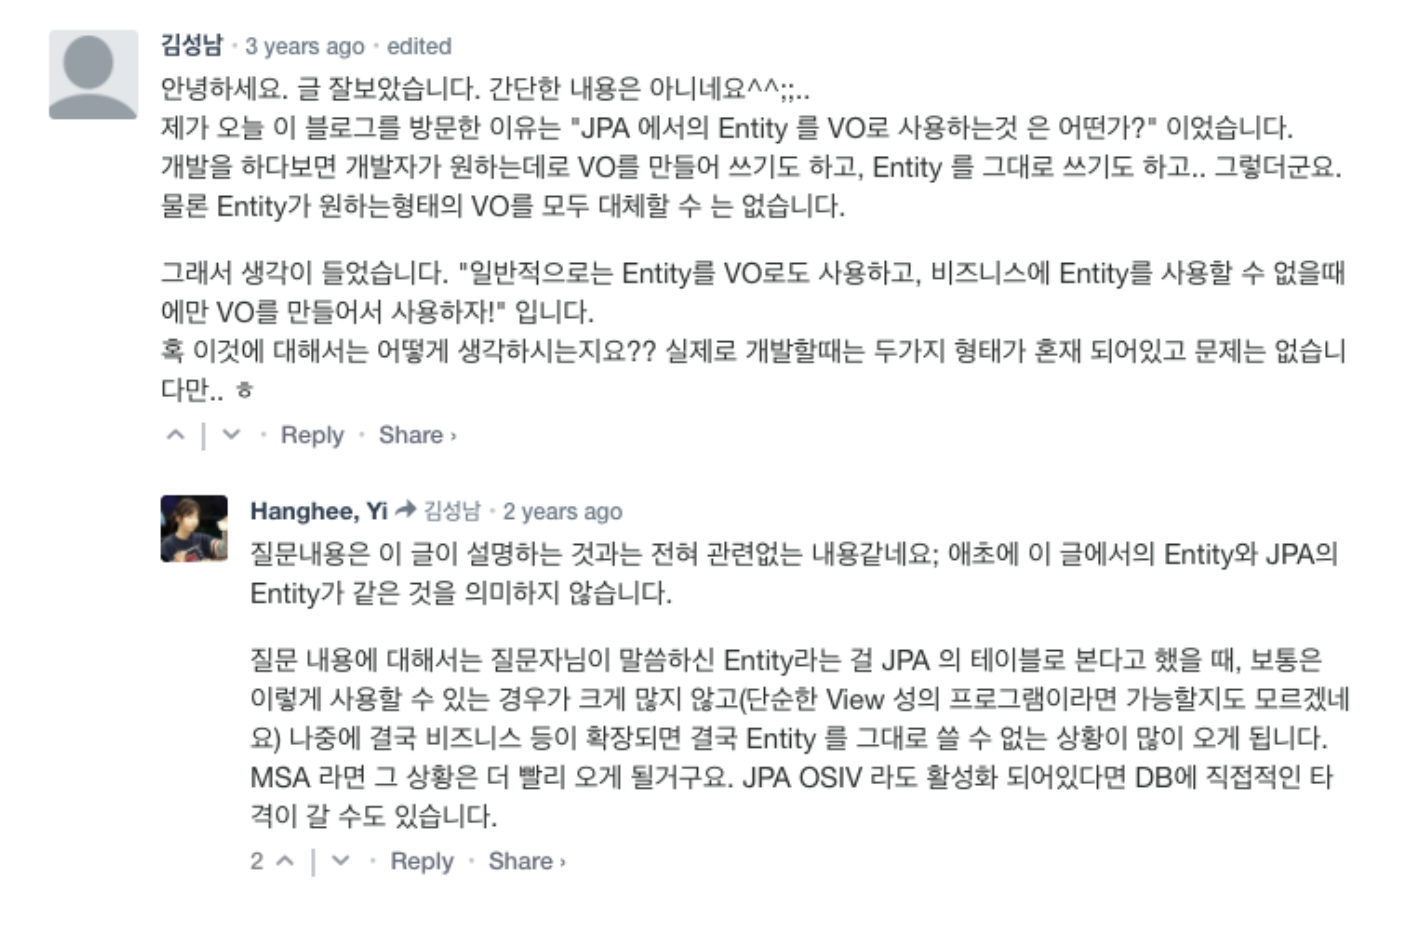 김성남 • 3 years ago • edited
안녕하세요. 글 잘보았습니다. 간단한 내용은 아니네요^^;;..
제가 오늘 이 블로그를 방문한 이유는 "JPA 에서의 Entity 를 VO로 사용하는것 은 어떤가?" 이었습니다.
개발을 하다보면 개발자가 원하는데로 VO를 만들어 쓰기도 하고, Entity 를 그대로 쓰기도 하고.. 그렇더군요.
물론 Entity가 원하는형태의 VO를 모두 대체할 수 는 없습니다.
그래서 생각이 들었습니다. "일반적으로는 Entity를 VO로도 사용하고, 비즈니스에 Entity를 사용할 수 없을때
에만 VO를 만들어서 사용하자!" 입니다.
혹 이것에 대해서는 어떻게 생각하시는지요?? 실제로 개발할때는 두가지 형태가 혼재 되어있고 문제는 없습니
다만.. ㅎ
Reply • Share ›
Hanghee, Yi 김성남 • 2 years ago
질문내용은 이 글이 설명하는 것과는 전혀 관련없는 내용같네요; 애초에 이 글에서의 Entity와 JPA의
Entity가 같은 것을 의미하지 않습니다.
질문 내용에 대해서는 질문자님이 말씀하신 Entity라는 걸 JPA 의 테이블로 본다고 했을 때, 보통은
이렇게 사용할 수 있는 경우가 크게 많지 않고(단순한 View 성의 프로그램이라면 가능할지도 모르겠네
요) 나중에 결국 비즈니스 등이 확장되면 결국 Entity 를 그대로 쓸 수 없는 상황이 많이 오게 됩니다.
MSA 라면 그 상황은 더 빨리 오게 될거구요. JPA OSIV 라도 활성화 되어있다면 DB에 직접적인 타
격이 갈 수도 있습니다.
2 • Reply • Share ›